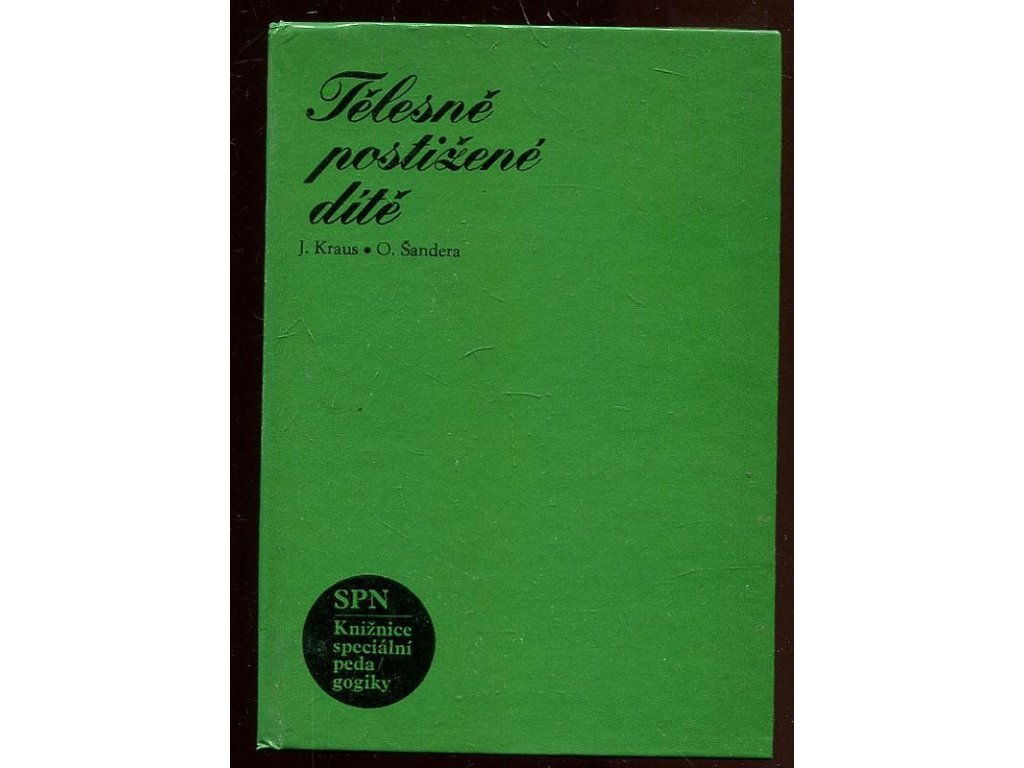 Tělesně
postižené
dítě
J. Kraus • O. Šandera
SPN
Knižnice
speciální
peda/
gogiky